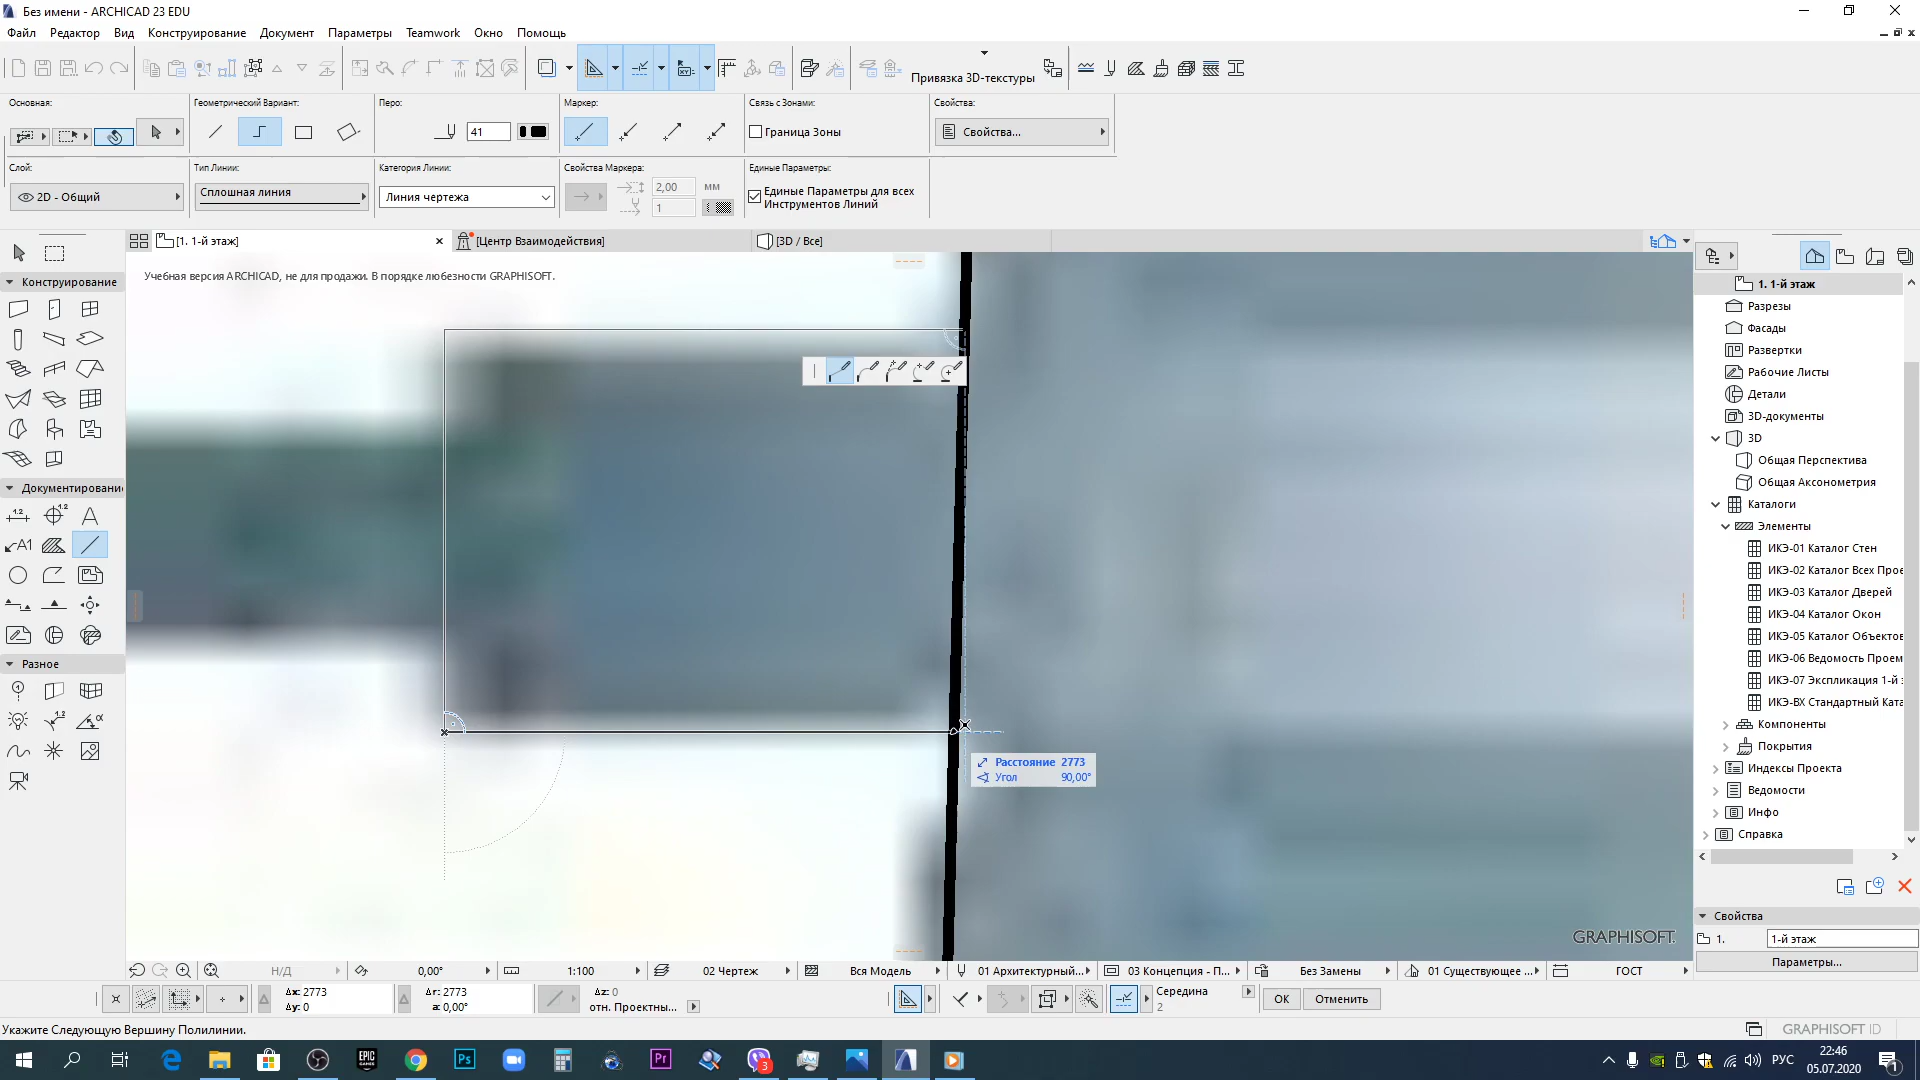 Без имени - ARCHICAD 23 EDU
Файл Редактор Вид Конструирование Документ Параметры Teamwork Окно Помощь
Привязка 3D-текстуры
Основная: Геометрический Вариант: Перо: Маркер: Связь с Зонами: Свойства:
41 Граница Зоны Свойства...
Слой: Тип Линии: Категория Линии: Свойства Маркера: Единые Параметры:
2D - Общий Сплошная линия Линия чертежа 2,00 мм 1 Единые Параметры для всех
Инструментов Линий
[1. 1-й этаж] [Центр Взаимодействия] [3D / Все]
Учебная версия ARCHICAD, не для продажи. В порядке любезности GRAPHISOFT.
Конструирование
Документирован
Разное
1. 1-й этаж
Разрезы
Фасады
Развертки
Рабочие Листы
Детали
3D-документы
3D
Общая Перспектива
Общая Аксонометрия
Каталоги
Элементы
ИКЭ-01 Каталог Стен
ИКЭ-02 Каталог Всех Прое
ИКЭ-03 Каталог Дверей
ИКЭ-04 Каталог Окон
ИКЭ-05 Каталог Объектов
ИКЭ-06 Ведомость Проем
ИКЭ-07 Экспликация 1-й э
ИКЭ-ВХ Стандартный Ката
Компоненты
Покрытия
Индексы Проекта
Ведомости
Инфо
Справка
Расстояние 2773
Угол 90,00°
GRAPHISOFT.
Свойства
1. 1-й этаж
Параметры...
Н/Д 0,00° 1:100 02 Чертеж Вся Модель 01 Архитектурный... 03 Концепция - П... Без Замены 01 Существующее ... ГОСТ
Δx: 2773 Δr: 2773 Δz: 0 Середина
Δy: 0 a: 0,00° отн. Проектны... 2 ОК Отменить
Укажите Следующую Вершину Полилинии.
GRAPHISOFT ID
EPIC GAMES Ps Pr 3 РУС 22:46
05.07.2020 1